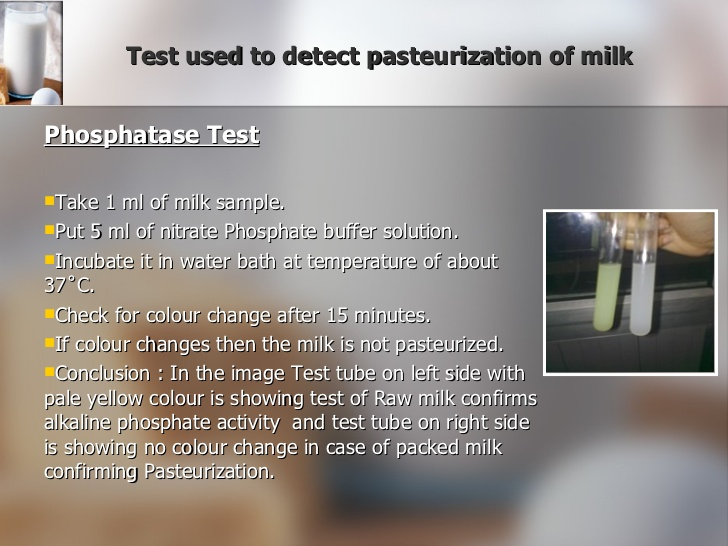 Test used to detect pasteurization of milk
Phosphatase Test
Take 1 ml of milk sample.
Put 5 ml of nitrate Phosphate buffer solution.
Incubate it in water bath at temperature of about
37˚C.
Check for colour change after 15 minutes.
If colour changes then the milk is not pasteurized.
Conclusion : In the image Test tube on left side with
pale yellow colour is showing test of Raw milk confirms
alkaline phosphate activity and test tube on right side
is showing no colour change in case of packed milk
confirming Pasteurization.